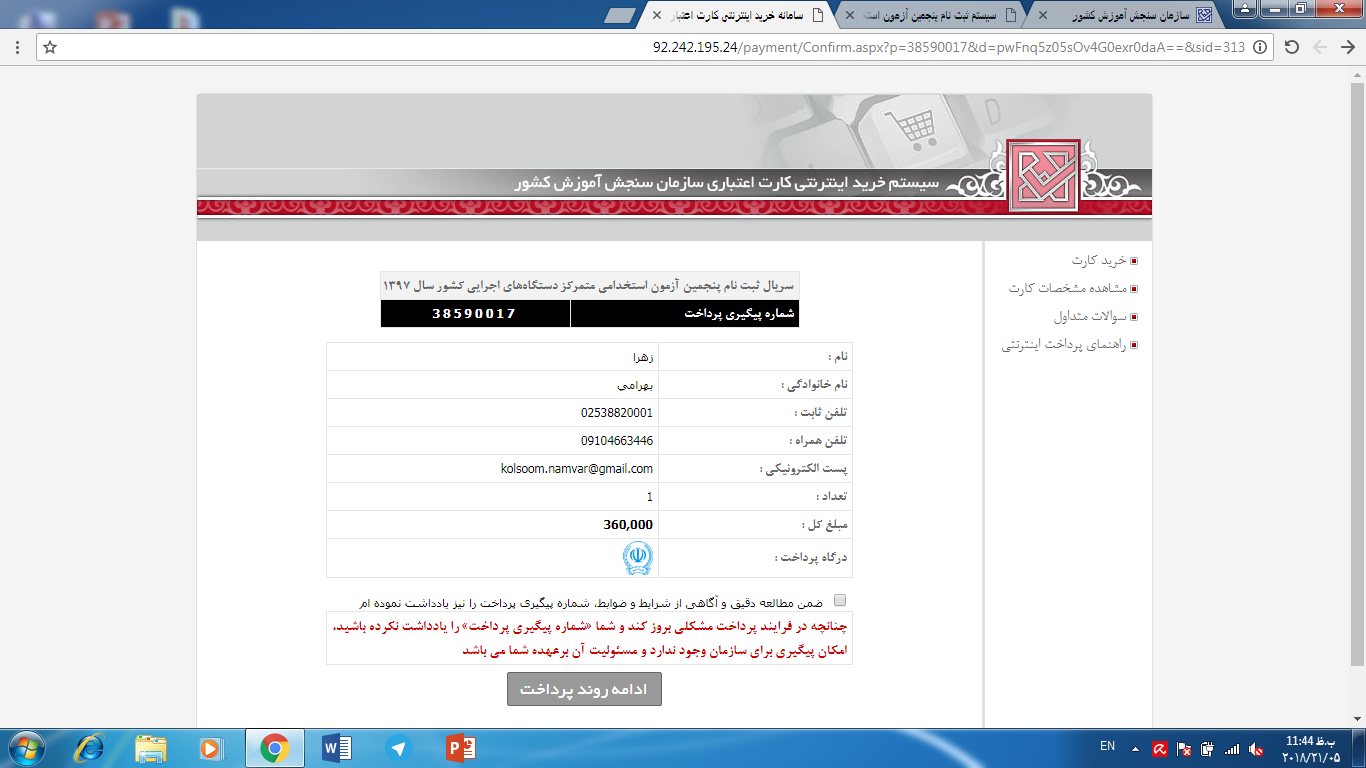 سازمان سنجش آموزش کشور
سیستم ثبت نام پنجمین آزمون است
سامانه خرید اینترنتی کارت اعتبار
92.242.195.24/payment/Confirm.aspx?p=38590017&d=pwFnq5z05sOv4G0exr0daA==&sid=313
سیستم خرید اینترنتی کارت اعتباری سازمان سنجش آموزش کشور
خرید کارت
مشاهده مشخصات کارت
سوالات متداول
راهنمای پرداخت اینترنتی
سریال ثبت نام پنجمین آزمون استخدامی متمرکز دستگاه‌های اجرایی کشور سال ۱۳۹۷
شماره پیگیری پرداخت 38590017
نام : زهرا
نام خانوادگی : بهرامی
تلفن ثابت : 02538820001
تلفن همراه : 09104663446
پست الکترونیکی : kolsoom.namvar@gmail.com
تعداد : 1
مبلغ کل : 360,000
درگاه پرداخت :
ضمن مطالعه دقیق و آگاهی از شرایط و ضوابط، شماره پیگیری پرداخت را نیز یادداشت نموده ام
چنانچه در فرایند پرداخت مشکلی بروز کند و شما «شماره پیگیری پرداخت» را یادداشت نکرده باشید،
امکان پیگیری برای سازمان وجود ندارد و مسئولیت آن برعهده شما می باشد
ادامه روند پرداخت
EN
11:44 ب.ظ
۲۰۱۸/۲۱/۰۵